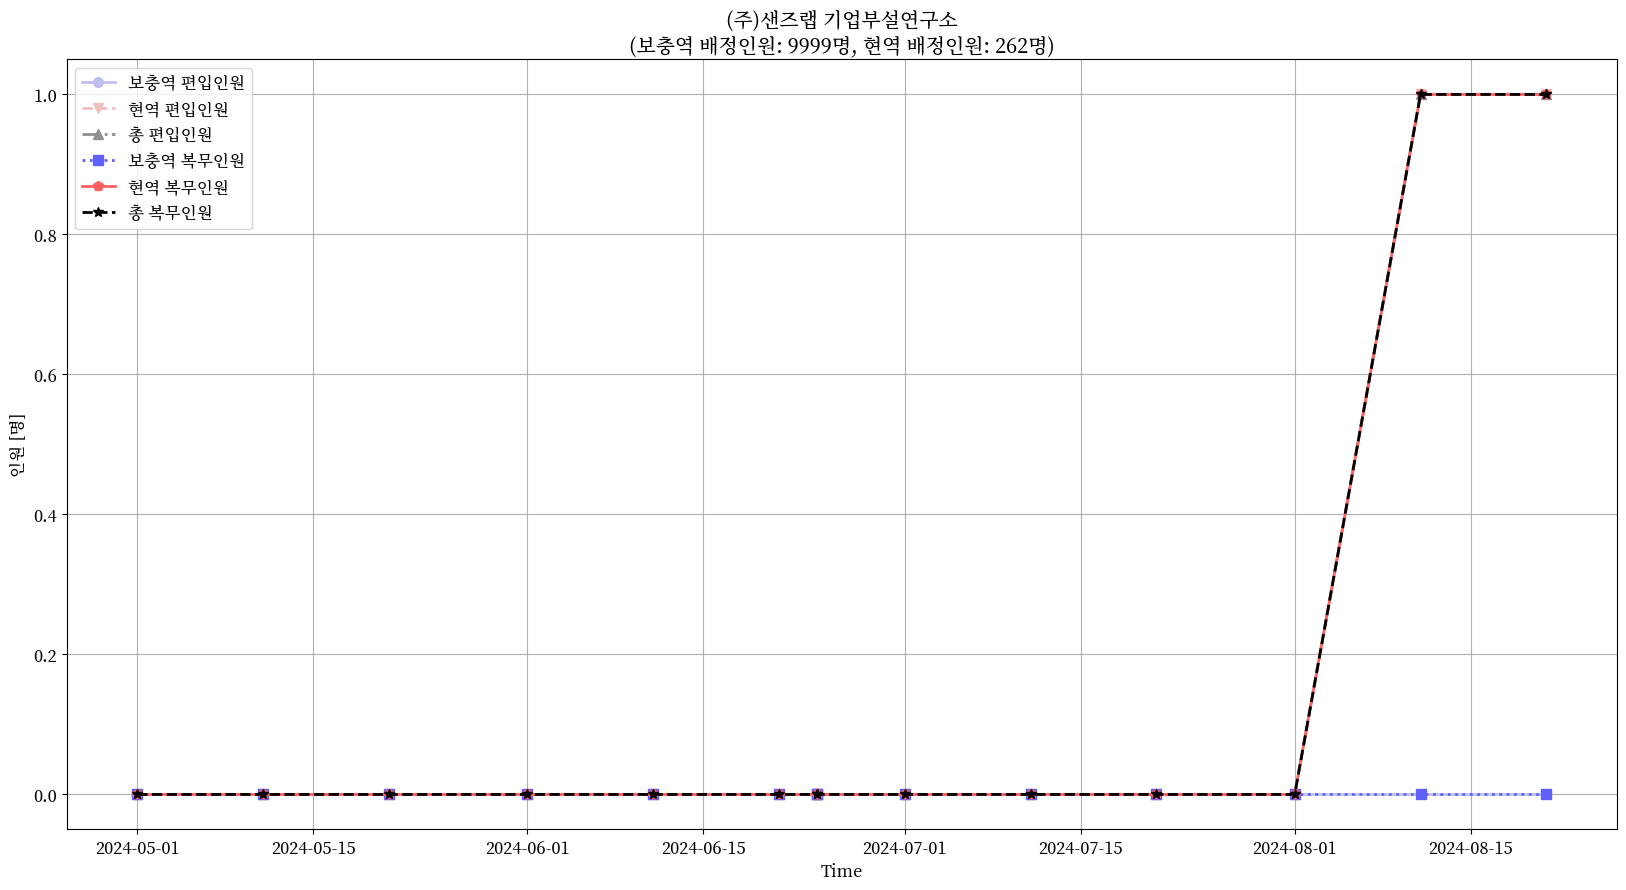 (주)샌즈랩 기업부설연구소
(보충역 배정인원: 9999명, 현역 배정인원: 262명)
보충역 편입인원
현역 편입인원
총 편입인원
보충역 복무인원
현역 복무인원
총 복무인원
1.0
0.8
0.6
0.4
0.2
0.0
인원 [명]
2024-05-01
2024-05-15
2024-06-01
2024-06-15
2024-07-01
2024-07-15
2024-08-01
2024-08-15
Time